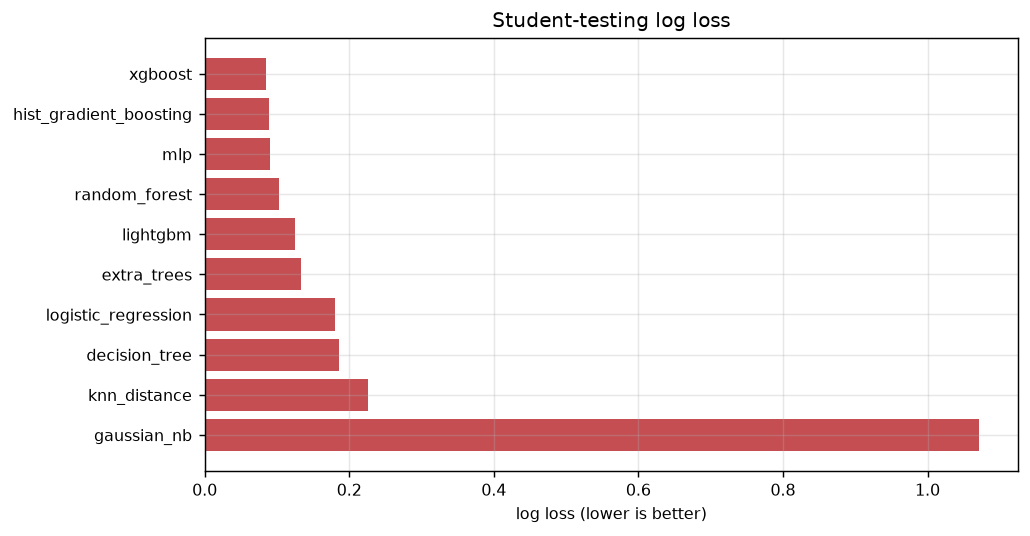 Student-testing log loss
xgboost
hist_gradient_boosting
mlp
random_forest
lightgbm
extra_trees
logistic_regression
decision_tree
knn_distance
gaussian_nb
0.0 0.2 0.4 0.6 0.8 1.0
log loss (lower is better)